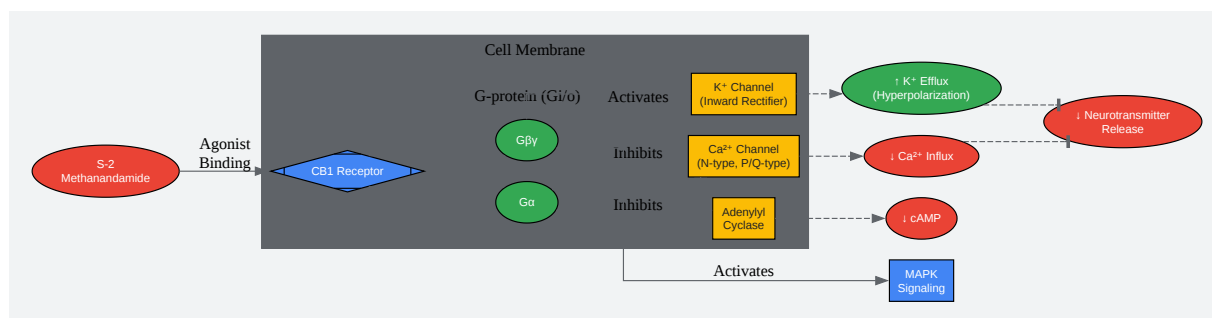 Cell Membrane
G-protein (Gi/o)
Activates
K⁺ Channel
(Inward Rectifier)
↑ K⁺ Efflux
(Hyperpolarization)
↓ Neurotransmitter
Release
Gβγ
Agonist
Binding
Inhibits
Ca²⁺ Channel
(N-type, P/Q-type)
↓ Ca²⁺ Influx
S-2
Methanandamide
CB1 Receptor
Gα
Inhibits
Adenylyl
Cyclase
↓ cAMP
Activates
MAPK
Signaling